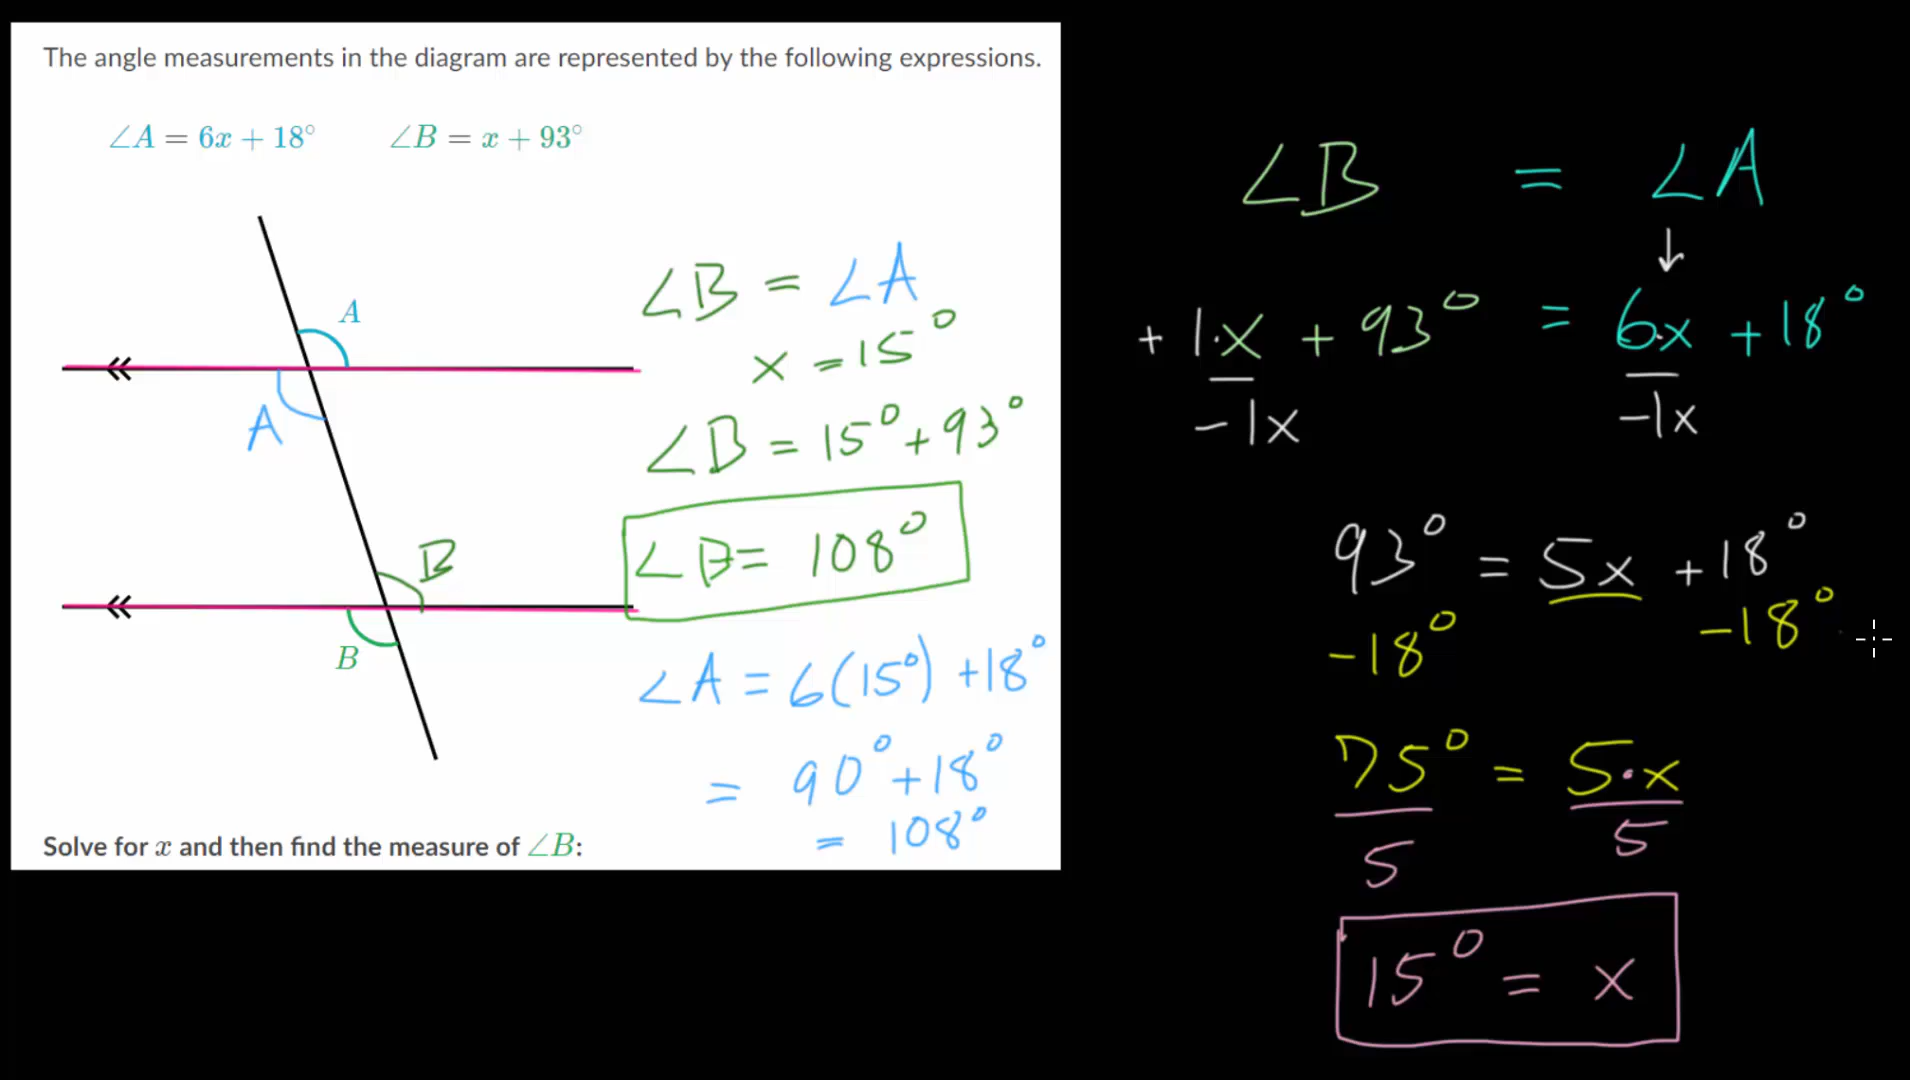 The angle measurements in the diagram are represented by the following expressions.
∠A = 6x + 18° ∠B = x + 93°
A
A
B
B
∠B = ∠A
x = 15°
∠B = 15° + 93°
∠B = 108°
∠A = 6(15°) + 18°
= 90° + 18°
= 108°
Solve for x and then find the measure of ∠B:
∠B = ∠A
↓
+ 1·x + 93° = 6·x + 18°
- 1x - 1x
93° = 5x + 18°
- 18° - 18°
75° = 5·x
5 5
15° = x